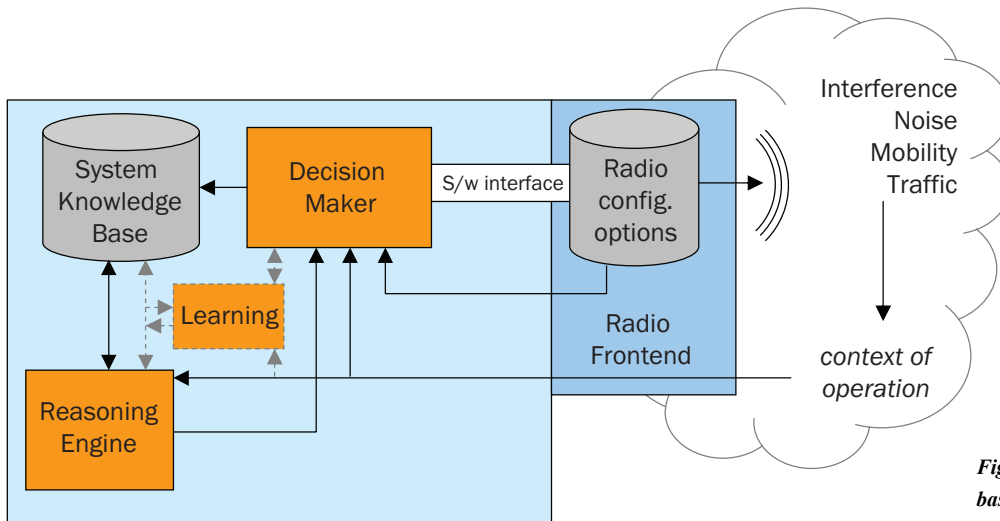 System
Knowledge
Base
Decision
Maker
S/w interface
Radio
config.
options
Interference
Noise
Mobility
Traffic
Learning
Radio
Frontend
context of
operation
Reasoning
Engine
Fig
bas